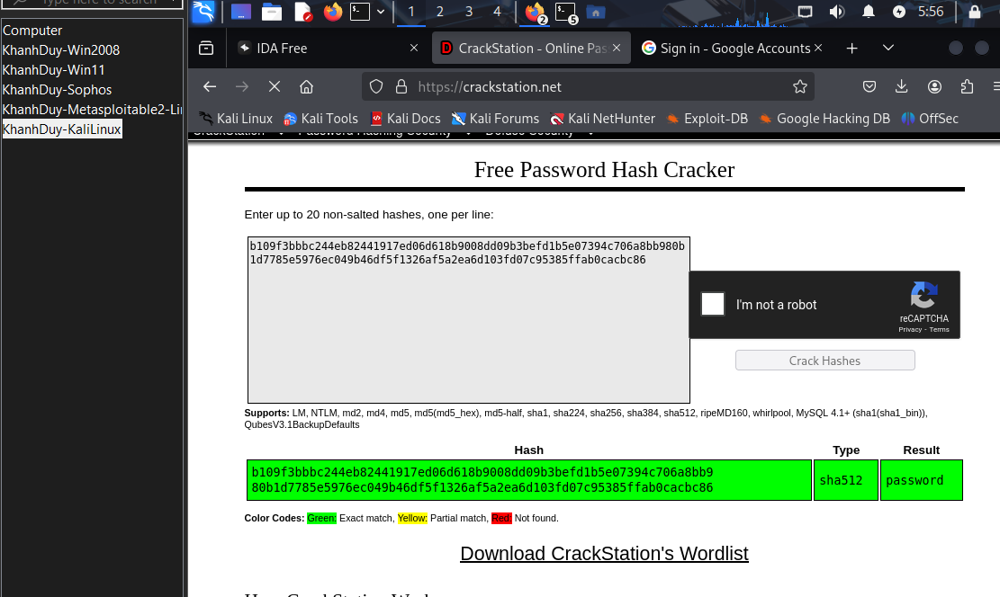 Type here to search
Computer
KhanhDuy-Win2008
KhanhDuy-Win11
KhanhDuy-Sophos
KhanhDuy-Metasploitable2-Li
KhanhDuy-KaliLinux
1 2 3 4 2 5 5:56
IDA Free
CrackStation - Online Pas
Sign in - Google Accounts
https://crackstation.net
Kali Linux Kali Tools Kali Docs Kali Forums Kali NetHunter Exploit-DB Google Hacking DB OffSec
CrackStation Password Hashing Security Defuse Security
Free Password Hash Cracker
Enter up to 20 non-salted hashes, one per line:
b109f3bbbc244eb82441917ed06d618b9008dd09b3befd1b5e07394c706a8bb980b
1d7785e5976ec049b46df5f1326af5a2ea6d103fd07c95385ffab0cacbc86
I'm not a robot
reCAPTCHA
Privacy - Terms
Crack Hashes
Supports: LM, NTLM, md2, md4, md5, md5(md5_hex), md5-half, sha1, sha224, sha256, sha384, sha512, ripeMD160, whirlpool, MySQL 4.1+ (sha1(sha1_bin)),
QubesV3.1BackupDefaults
Hash Type Result
b109f3bbbc244eb82441917ed06d618b9008dd09b3befd1b5e07394c706a8bb9
80b1d7785e5976ec049b46df5f1326af5a2ea6d103fd07c95385ffab0cacbc86
sha512
password
Color Codes: Green: Exact match, Yellow: Partial match, Red: Not found.
Download CrackStation's Wordlist